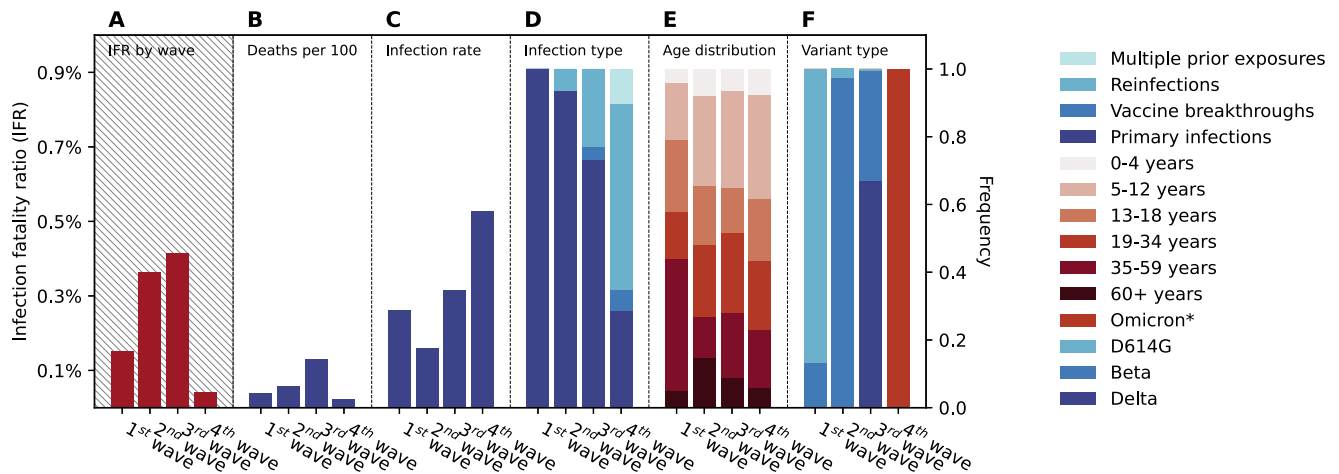 A B C D E F
IFR by wave Deaths per 100 Infection rate Infection type Age distribution Variant type
Infection fatality ratio (IFR)
0.9%
0.7%
0.5%
0.3%
0.1%
1.0
0.8
0.6
0.4
0.2
0.0
Frequency
1st wave 2nd wave 3rd wave 4th wave
1st wave 2nd wave 3rd wave 4th wave
1st wave 2nd wave 3rd wave 4th wave
1st wave 2nd wave 3rd wave 4th wave
1st wave 2nd wave 3rd wave 4th wave
1st wave 2nd wave 3rd wave 4th wave
Multiple prior exposures
Reinfections
Vaccine breakthroughs
Primary infections
0-4 years
5-12 years
13-18 years
19-34 years
35-59 years
60+ years
Omicron*
D614G
Beta
Delta